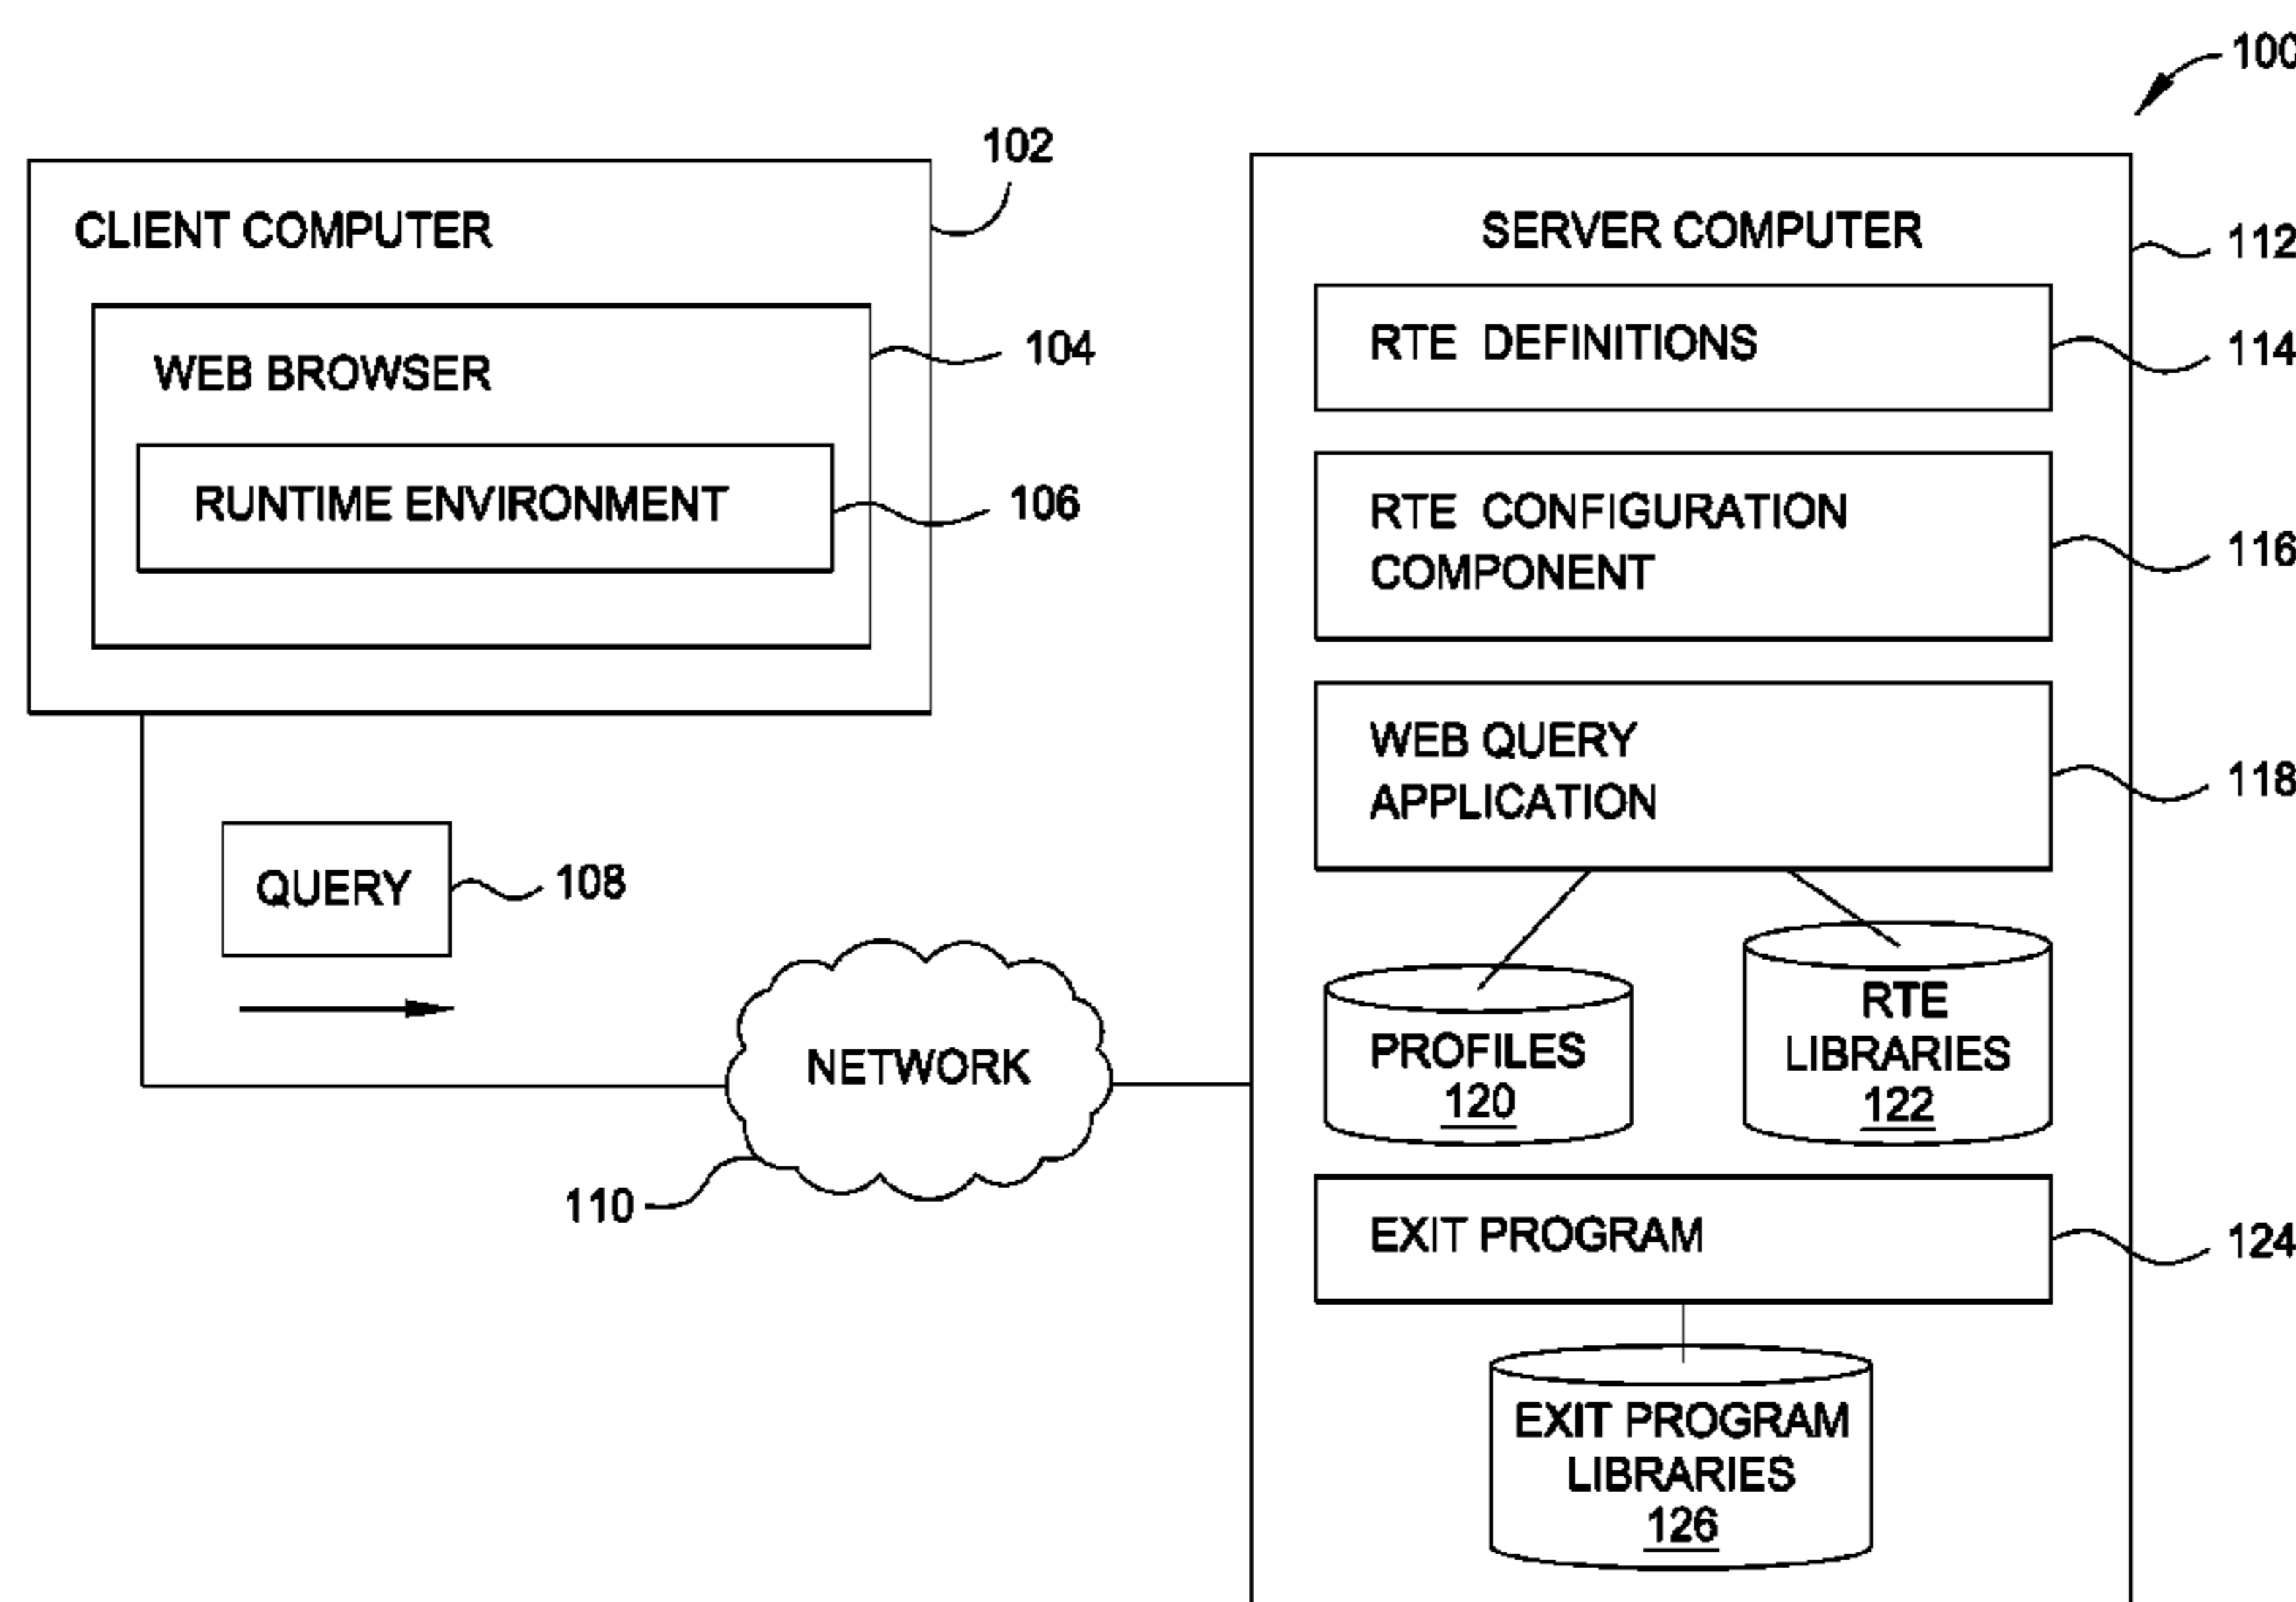 100
102
CLIENT COMPUTER
WEB BROWSER
104
RUNTIME ENVIRONMENT
106
QUERY
108
NETWORK
110
SERVER COMPUTER
112
RTE DEFINITIONS
114
RTE CONFIGURATION
COMPONENT
116
WEB QUERY
APPLICATION
118
PROFILES
120
RTE
LIBRARIES
122
EXIT PROGRAM
124
EXIT PROGRAM
LIBRARIES
126